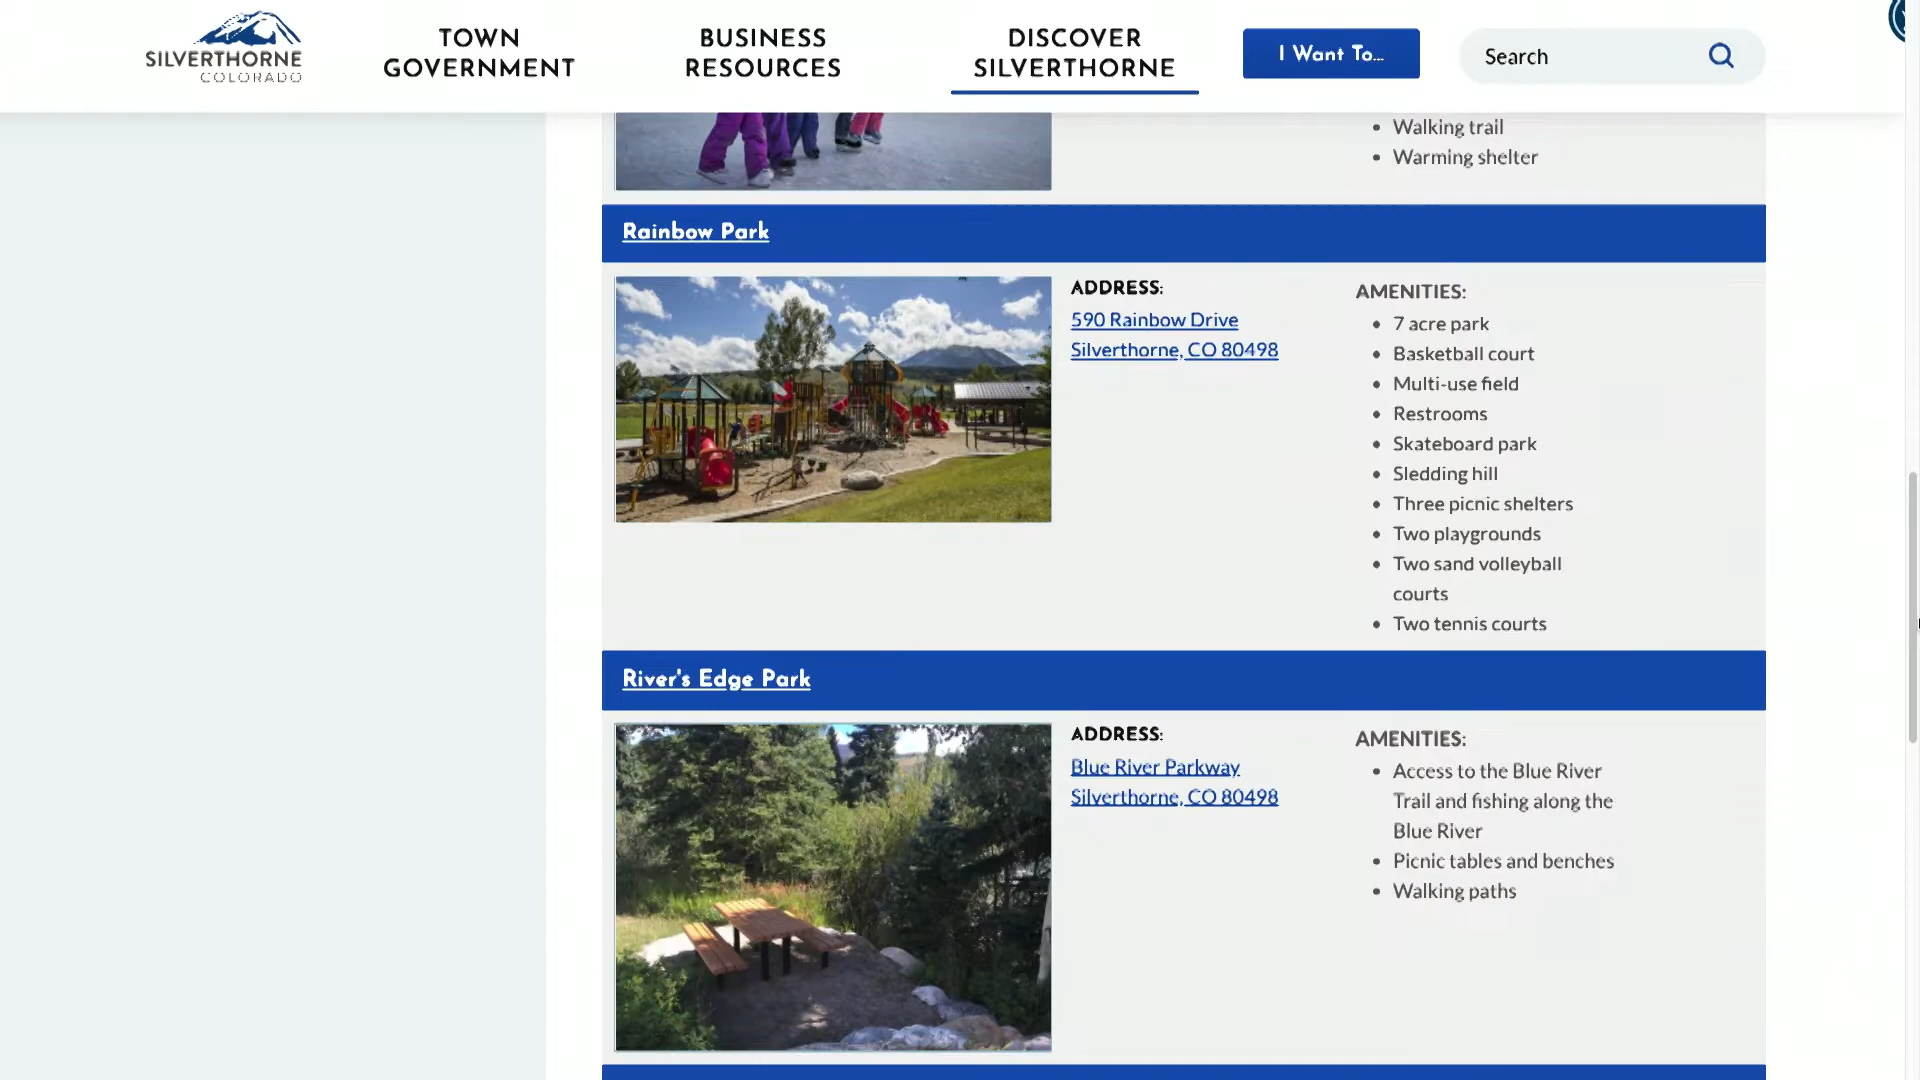 SILVERTHORNE
COLORADO
TOWN
GOVERNMENT
BUSINESS
RESOURCES
DISCOVER
SILVERTHORNE
I Want To...
Search
Walking trail
Warming shelter
Rainbow Park
ADDRESS:
590 Rainbow Drive
Silverthorne, CO 80498
AMENITIES:
7 acre park
Basketball court
Multi-use field
Restrooms
Skateboard park
Sledding hill
Three picnic shelters
Two playgrounds
Two sand volleyball
courts
Two tennis courts
River's Edge Park
ADDRESS:
Blue River Parkway
Silverthorne, CO 80498
AMENITIES:
Access to the Blue River
Trail and fishing along the
Blue River
Picnic tables and benches
Walking paths